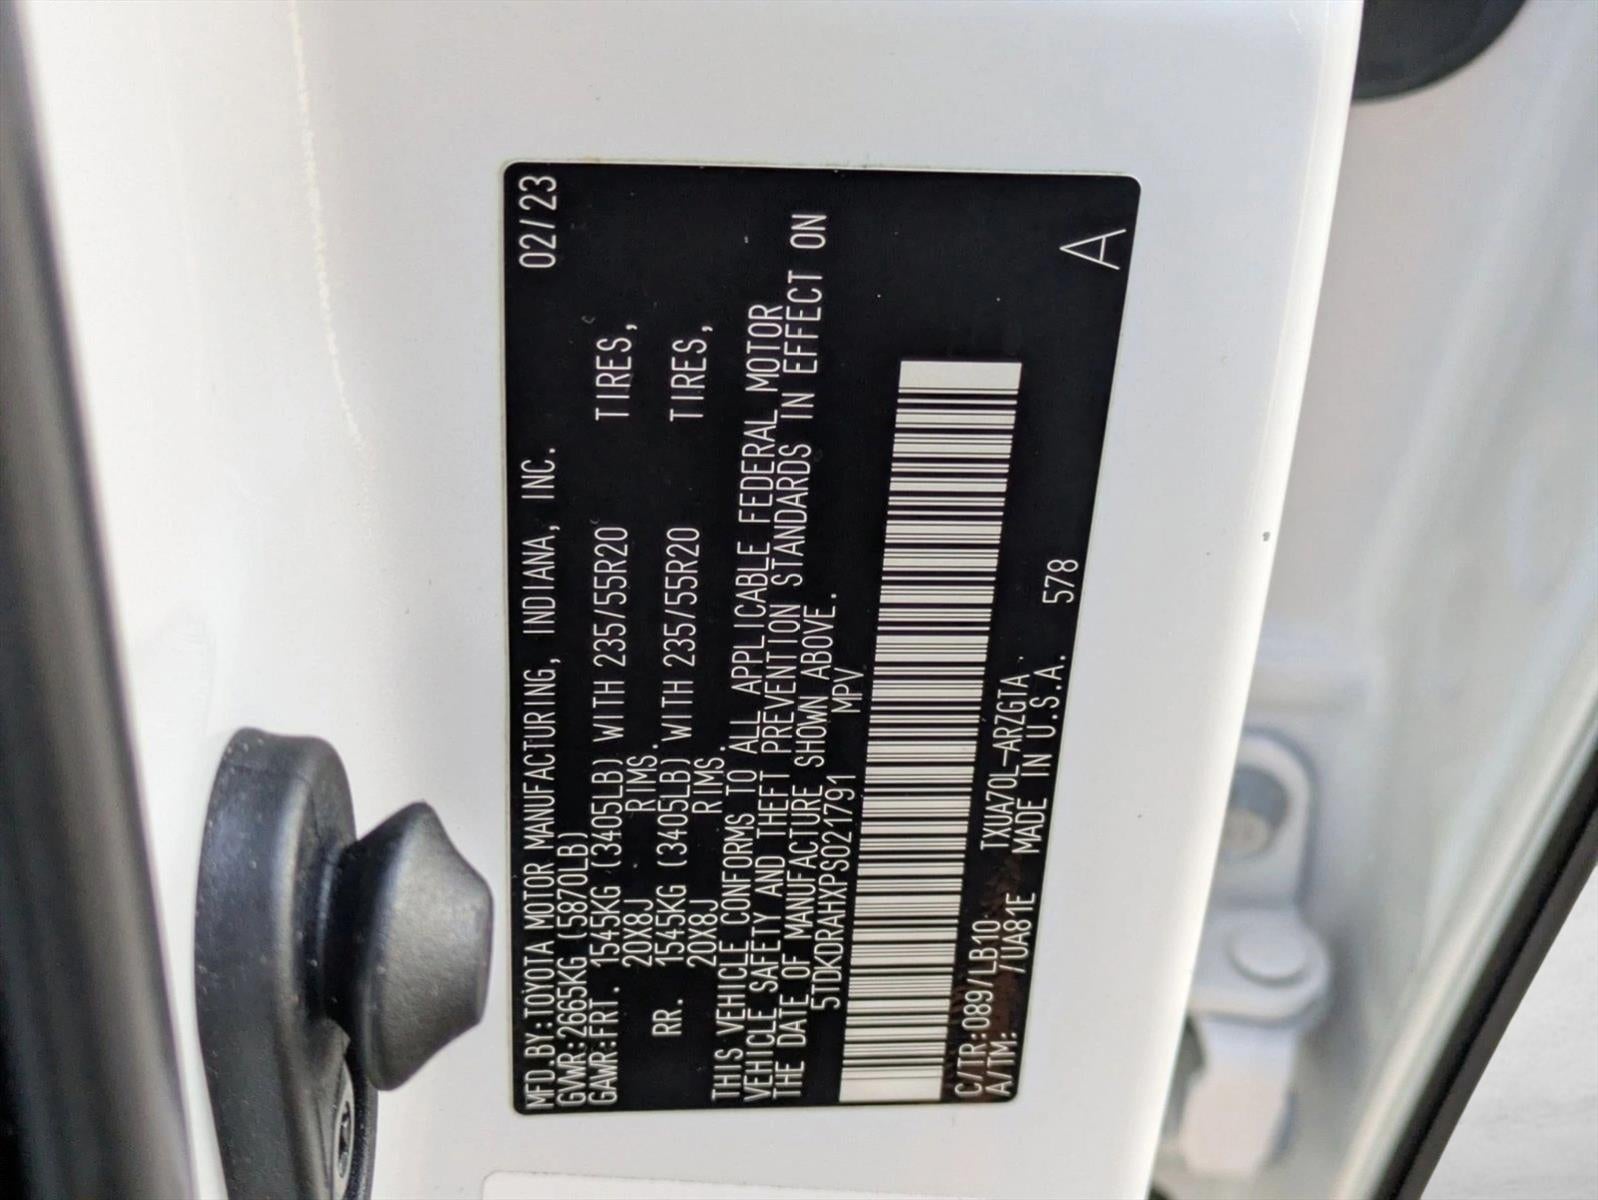 MFD.BY:TOYOTA MOTOR MANUFACTURING, INDIANA, INC. 02/23
GVWR:2665KG(5870LB)
GAWR:FRT. 1545KG (3405LB) WITH 235/55R20 TIRES,
20X8J RIMS.
RR. 1545KG (3405LB) WITH 235/55R20 TIRES,
20X8J RIMS.
THIS VEHICLE CONFORMS TO ALL APPLICABLE FEDERAL MOTOR
VEHICLE SAFETY AND THEFT PREVENTION STANDARDS IN EFFECT ON
THE DATE OF MANUFACTURE SHOWN ABOVE.
5TDKDRAHXPS021791 MPV
C/TR:089/LB10 TXUA70L-ARZGTA
A/TM: /UA81E MADE IN U.S.A. 578 A